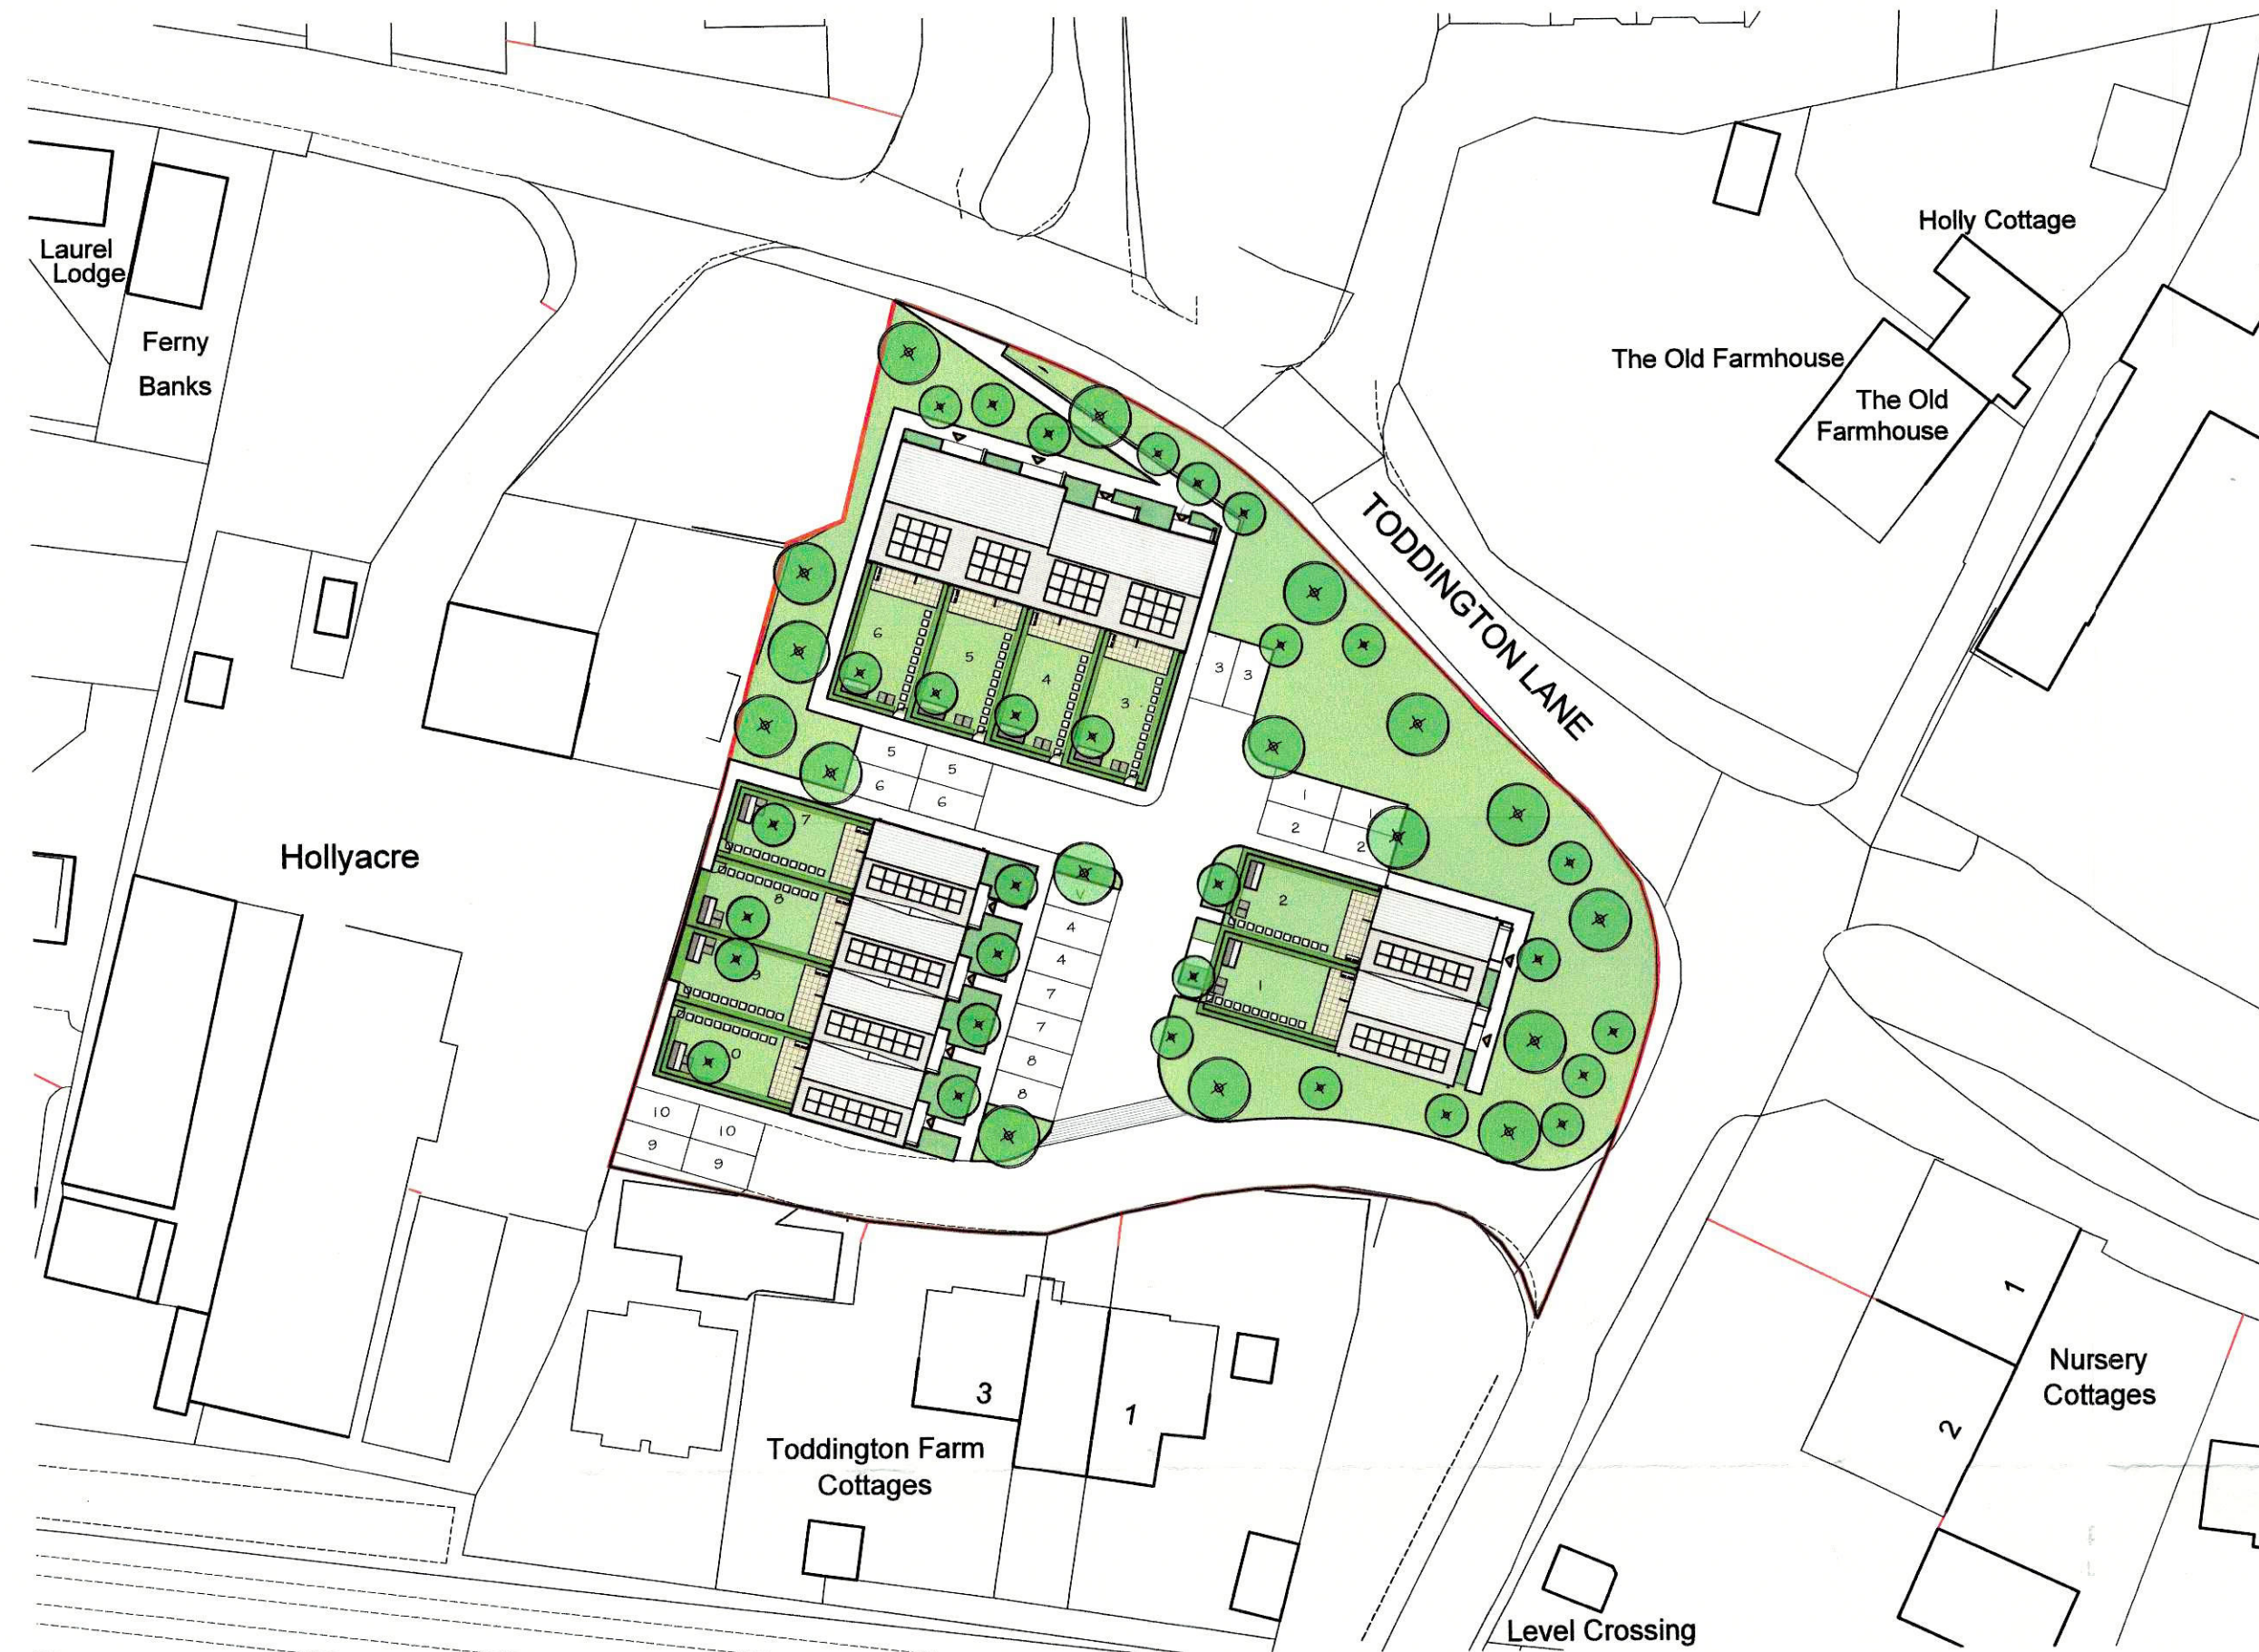 Holly Cottage
Laurel
Lodge
Ferny
Banks
The Old Farmhouse
The Old
Farmhouse
TODDINGTON LANE
6
5
4
3
3
3
5
5
6
6
1
1
2
2
7
8
9
0
2
1
V
4
4
7
7
8
8
Hollyacre
10
10
9
9
3
1
Toddington Farm
Cottages
1
2
Nursery
Cottages
Level Crossing